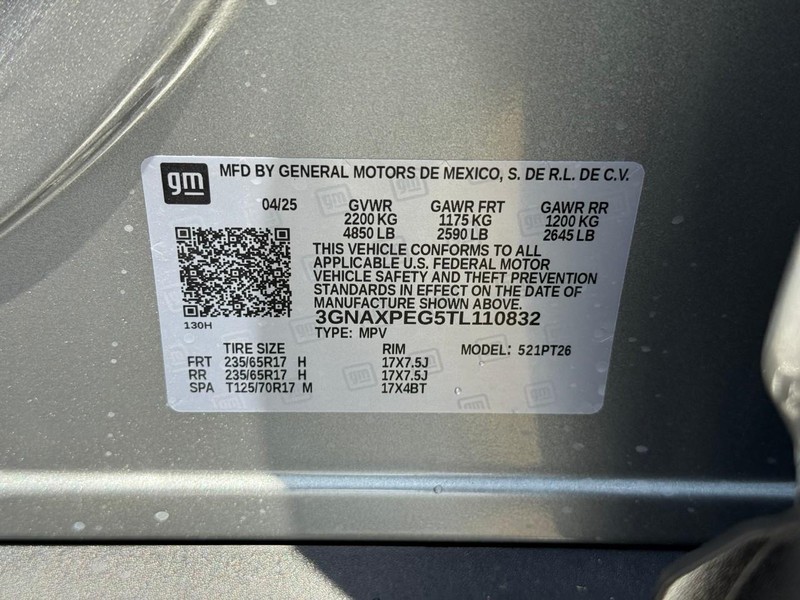 gm MFD BY GENERAL MOTORS DE MEXICO, S. DE R.L. DE C.V.
04/25 GVWR GAWR FRT GAWR RR
2200 KG 1175 KG 1200 KG
4850 LB 2590 LB 2645 LB
THIS VEHICLE CONFORMS TO ALL
APPLICABLE U.S. FEDERAL MOTOR
VEHICLE SAFETY AND THEFT PREVENTION
STANDARDS IN EFFECT ON THE DATE OF
MANUFACTURE SHOWN ABOVE.
130H 3GNAXPEG5TL110832
TYPE: MPV
TIRE SIZE RIM MODEL: 521PT26
FRT 235/65R17 H 17X7.5J
RR 235/65R17 H 17X7.5J
SPA T125/70R17 M 17X4BT